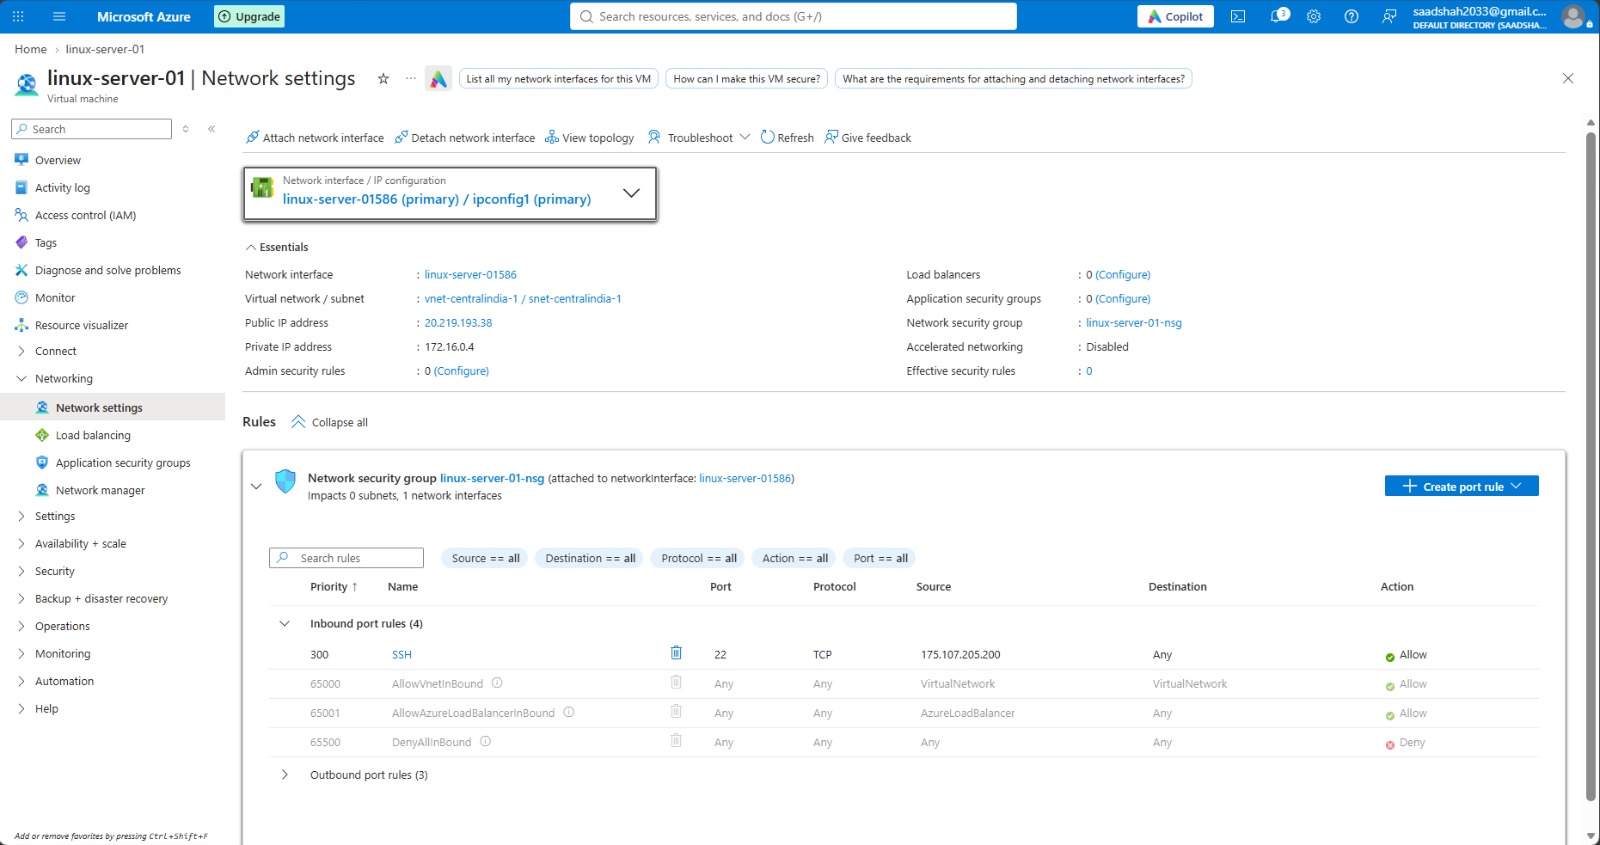 Microsoft Azure
Upgrade
Search resources, services, and docs (G+/)
Copilot
3
saadshah2033@gmail.c...
DEFAULT DIRECTORY (SAADSHA...
Home > linux-server-01
linux-server-01 | Network settings
Virtual machine
List all my network interfaces for this VM
How can I make this VM secure?
What are the requirements for attaching and detaching network interfaces?
Search
Overview
Activity log
Access control (IAM)
Tags
Diagnose and solve problems
Monitor
Resource visualizer
Connect
Networking
Network settings
Load balancing
Application security groups
Network manager
Settings
Availability + scale
Security
Backup + disaster recovery
Operations
Monitoring
Automation
Help
Add or remove favorites by pressing Ctrl+Shift+F
Attach network interface Detach network interface View topology Troubleshoot Refresh Give feedback
Network interface / IP configuration
linux-server-01586 (primary) / ipconfig1 (primary)
Essentials
Network interface : linux-server-01586
Virtual network / subnet : vnet-centralindia-1 / snet-centralindia-1
Public IP address : 20.219.193.38
Private IP address : 172.16.0.4
Admin security rules : 0 (Configure)
Load balancers : 0 (Configure)
Application security groups : 0 (Configure)
Network security group : linux-server-01-nsg
Accelerated networking : Disabled
Effective security rules : 0
Rules Collapse all
Network security group linux-server-01-nsg (attached to networkInterface: linux-server-01586)
Impacts 0 subnets, 1 network interfaces
+ Create port rule
Search rules
Source == all
Destination == all
Protocol == all
Action == all
Port == all
Priority ↑ Name Port Protocol Source Destination Action
Inbound port rules (4)
300 SSH 22 TCP 175.107.205.200 Any Allow
65000 AllowVnetInBound Any Any VirtualNetwork VirtualNetwork Allow
65001 AllowAzureLoadBalancerInBound Any Any AzureLoadBalancer Any Allow
65500 DenyAllInBound Any Any Any Any Deny
Outbound port rules (3)